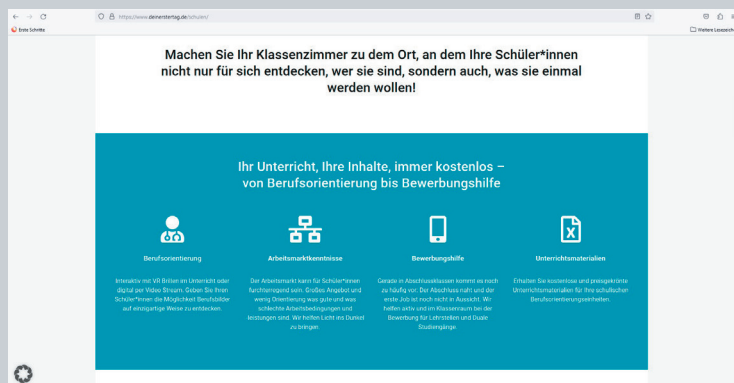 https://www.deinerstertag.de/schulen/
Erste Schritte
Weitere Lesezeichen
Machen Sie Ihr Klassenzimmer zu dem Ort, an dem Ihre Schüler*innen
nicht nur für sich entdecken, wer sie sind, sondern auch, was sie einmal
werden wollen!
Ihr Unterricht, Ihre Inhalte, immer kostenlos –
von Berufsorientierung bis Bewerbungshilfe
Berufsorientierung
Interaktiv mit VR Brillen im Unterricht oder
digital per Video Stream. Geben Sie Ihren
Schüler*innen die Möglichkeit Berufsbilder
auf einzigartige Weise zu entdecken.
Arbeitsmarktkenntnisse
Der Arbeitsmarkt kann für Schüler*innen
furchterregend sein. Großes Angebot und
wenig Orientierung was gute und was
schlechte Arbeitsbedingungen und
leistungen sind. Wir helfen Licht ins Dunkel
zu bringen.
Bewerbungshilfe
Gerade in Abschlussklassen kommt es noch
zu häufig vor. Der Abschluss naht und der
erste Job ist noch nicht in Aussicht. Wir
helfen aktiv und im Klassenraum bei der
Bewerbung für Lehrstellen und Duale
Studiengänge.
Unterrichtsmaterialien
Erhalten Sie kostenlose und preisgekrönte
Unterrichtsmaterialien für Ihre schulischen
Berufsorientierungseinheiten.